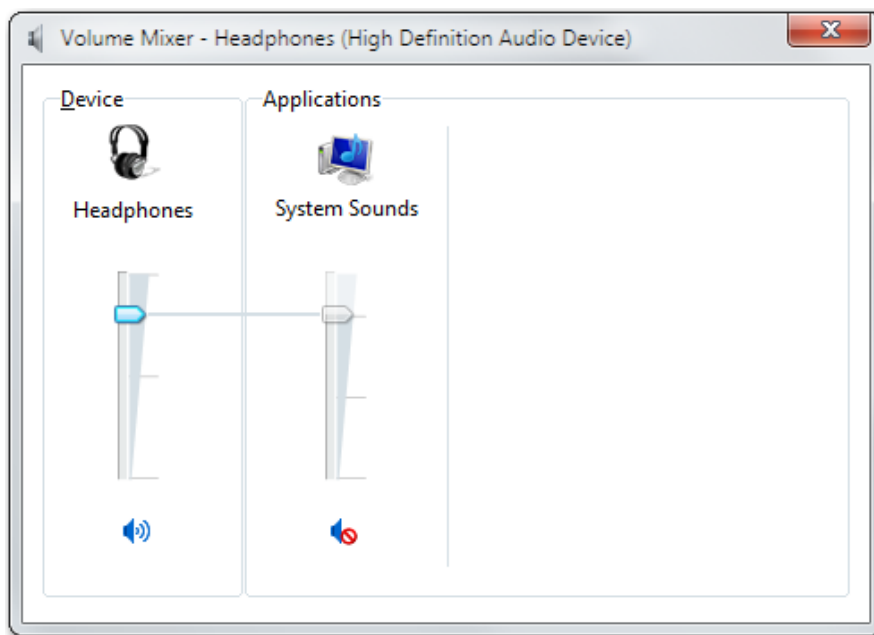 Volume Mixer - Headphones (High Definition Audio Device)
Device
Applications
Headphones
System Sounds